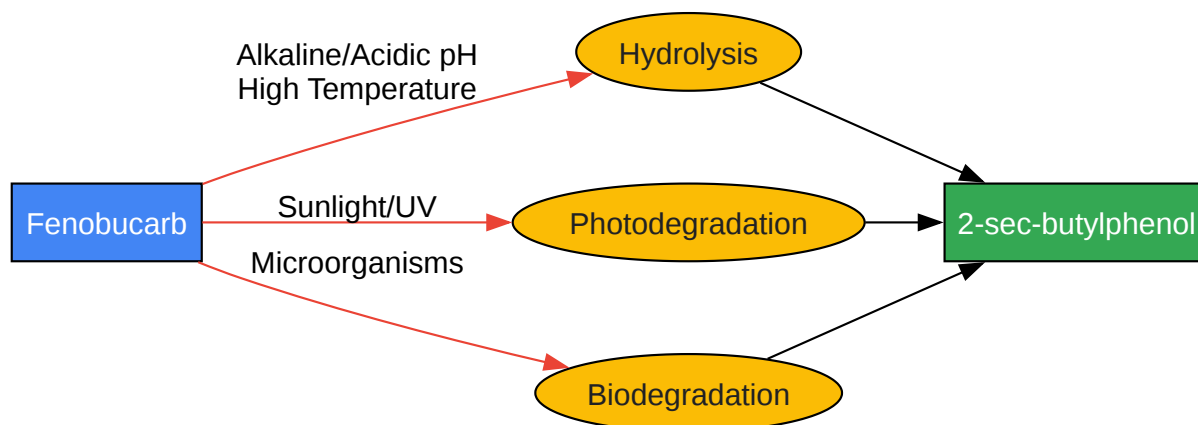 Alkaline/Acidic pH
High Temperature
Hydrolysis
Fenobucarb
Sunlight/UV
Photodegradation
2-sec-butylphenol
Microorganisms
Biodegradation